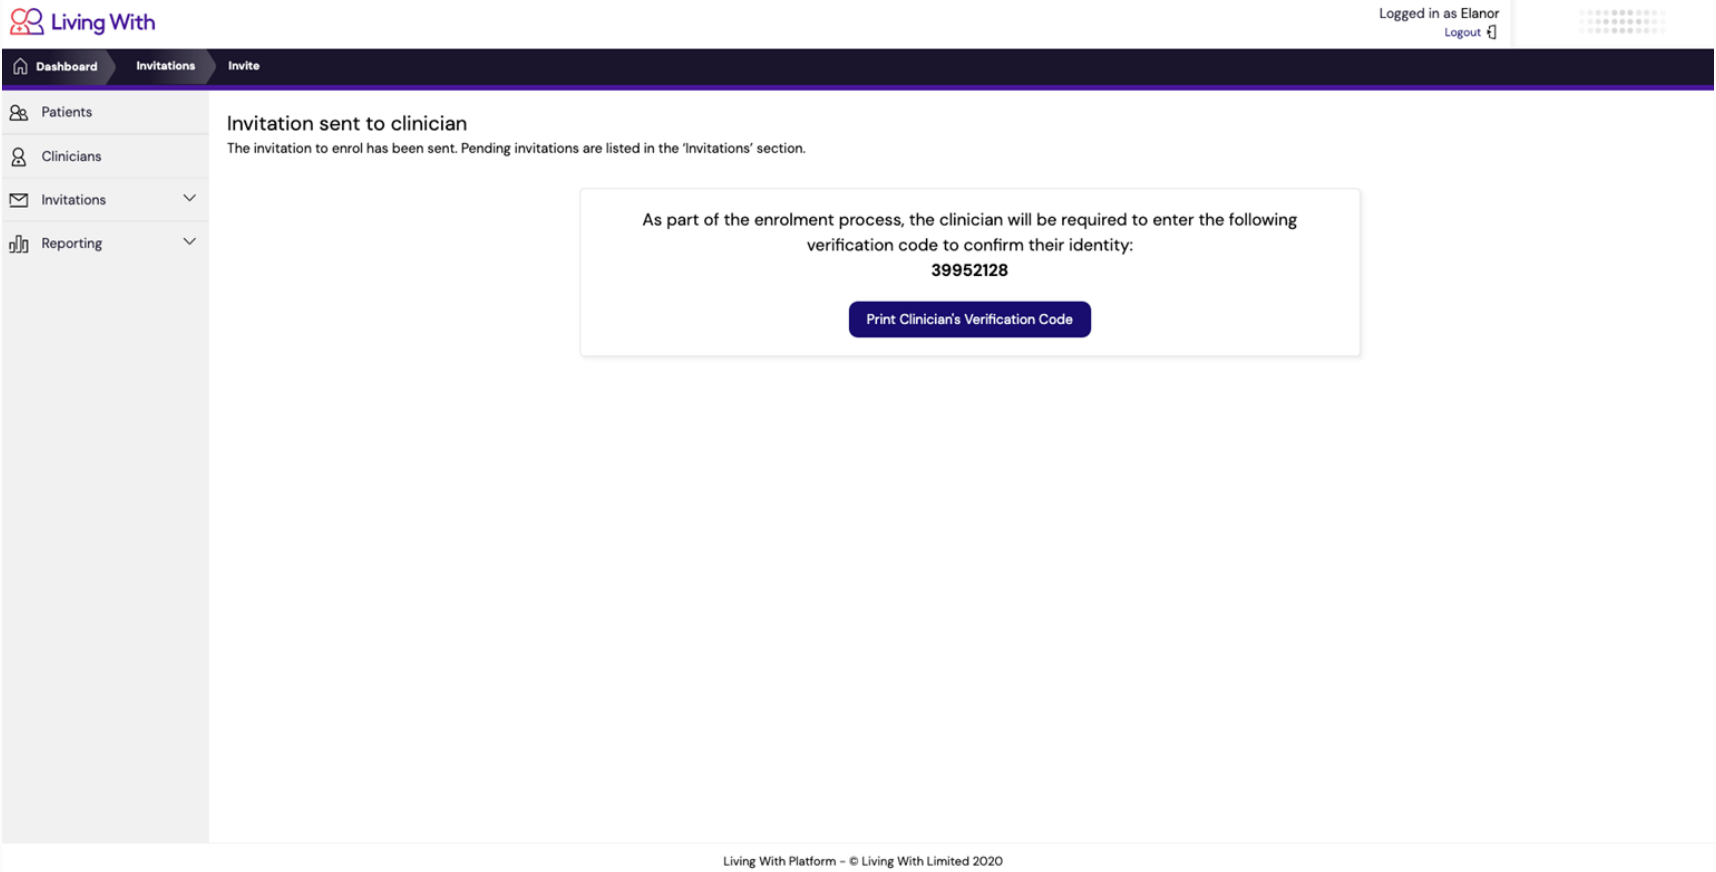 Living With
Logged in as Elanor
Logout
Dashboard
Invitations
Invite
Patients
Clinicians
Invitations
Reporting
Invitation sent to clinician
The invitation to enrol has been sent. Pending invitations are listed in the ‘Invitations’ section.
As part of the enrolment process, the clinician will be required to enter the following
verification code to confirm their identity:
39952128
Print Clinician's Verification Code
Living With Platform - © Living With Limited 2020